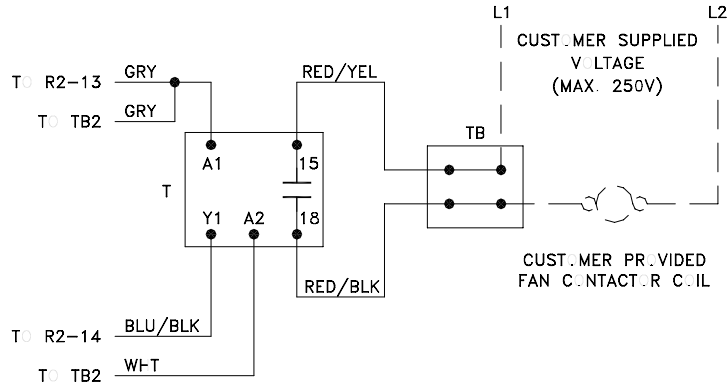 L1
L2
CUSTOMER SUPPLIED
VOLTAGE
(MAX. 250V)
TO R2-13
GRY
RED/YEL
GRY
TO TB2
TB
A1
15
T
Y1
A2
18
CUSTOMER PROVIDED
FAN CONTACTOR COIL
RED/BLK
TO R2-14
BLU/BLK
TO TB2
WHT